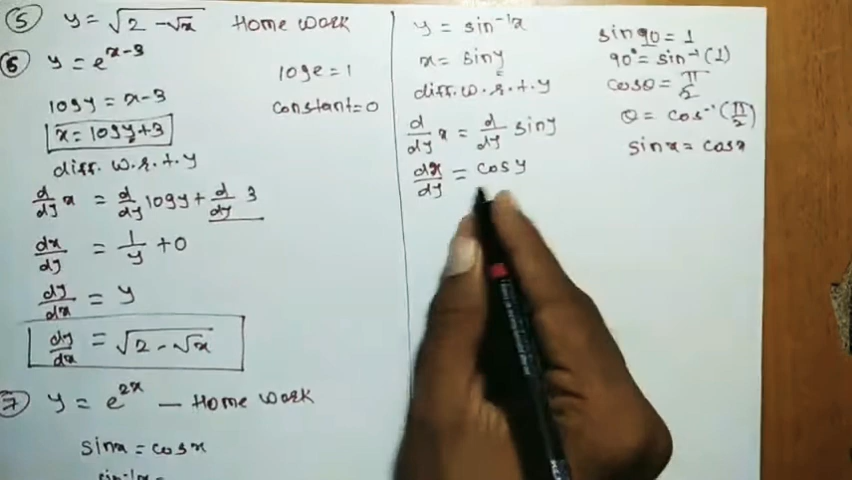 ⑤ y = √(2 - √x) Home Work
⑥ y = e^(x-3)
log e = 1
log y = x-3
constant = 0
x = log y + 3
diff. w.r.t y
d/dy x = d/dy log y + d/dy 3
dx/dy = 1/y + 0
dy/dx = y
dy/dx = √(2 - √x)
⑦ y = e^(2x) — Home Work
sin x = cos x
sin⁻¹x =
y = sin⁻¹x
x = sin y
diff. w.r.t y
d/dy x = d/dy sin y
dx/dy = cos y
sin 90 = 1
90° = sin⁻¹(1)
cosθ = π/2
θ = cos⁻¹(π/2)
sin x = cos x